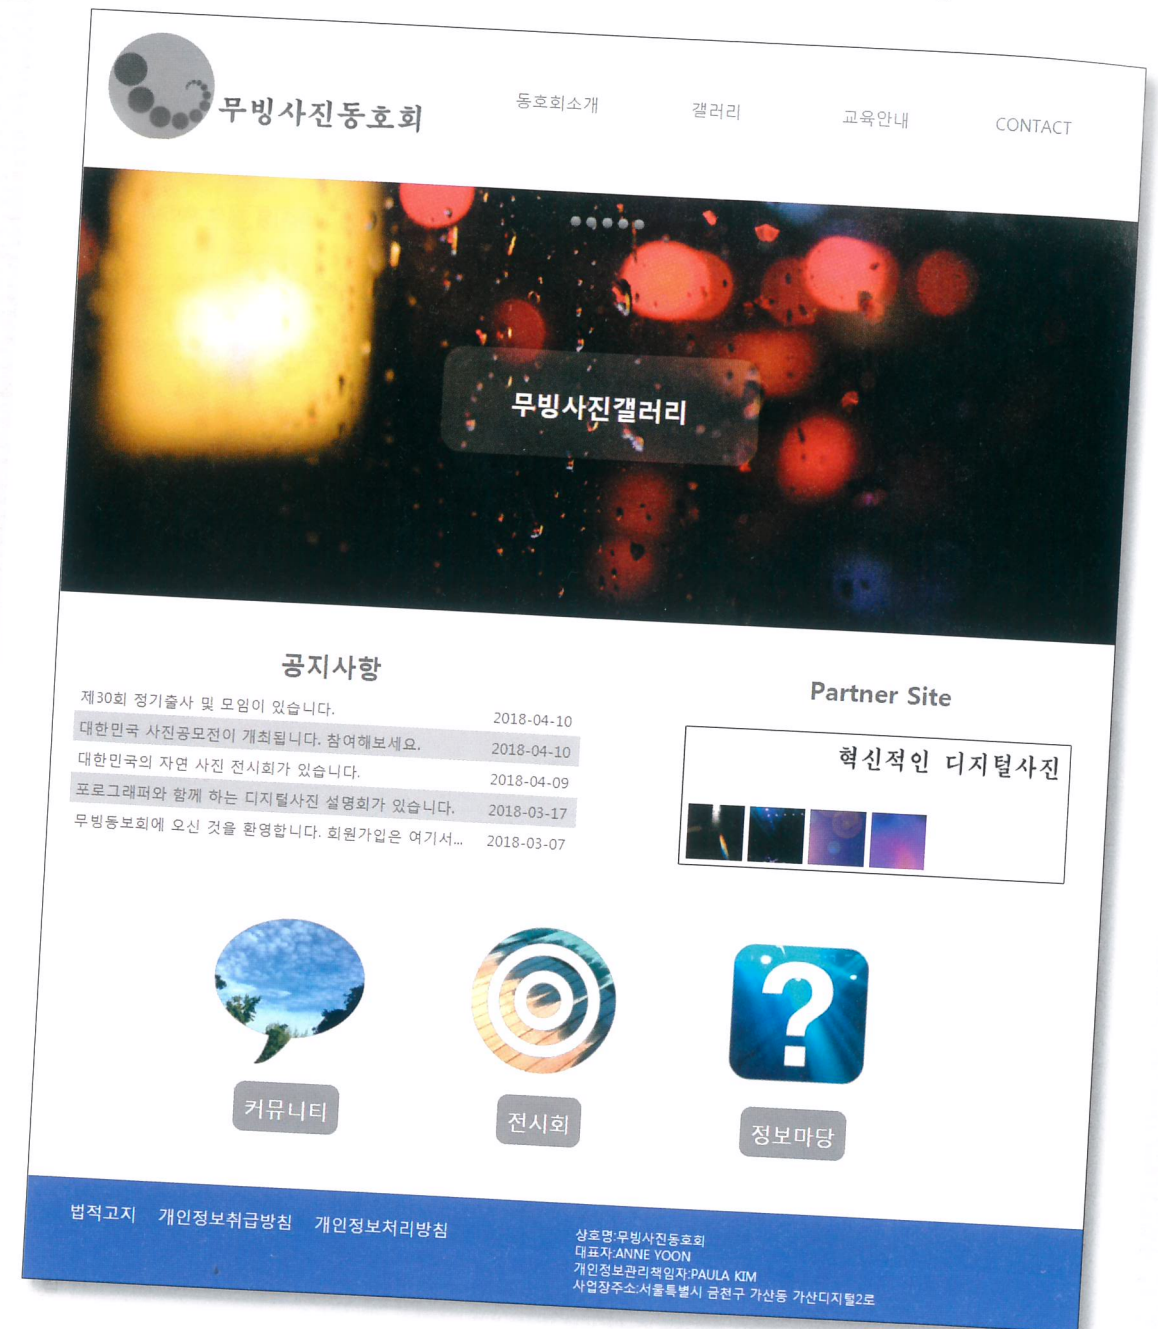 무빙사진동호회
동호회소개 갤러리 교육안내 CONTACT
무빙사진갤러리
공지사항
제30회 정기출사 및 모임이 있습니다. 2018-04-10
대한민국 사진공모전이 개최됩니다. 참여해보세요. 2018-04-10
대한민국의 자연 사진 전시회가 있습니다. 2018-04-09
포로그래퍼와 함께 하는 디지털사진 설명회가 있습니다. 2018-03-17
무빙동보회에 오신 것을 환영합니다. 회원가입은 여기서... 2018-03-07
Partner Site
혁신적인 디지털사진
?
커뮤니티 전시회 정보마당
법적고지 개인정보취급방침 개인정보처리방침
상호명:무빙사진동호회
대표자:ANNE YOON
개인정보관리책임자:PAULA KIM
사업장주소:서울특별시 금천구 가산동 가산디지털2로